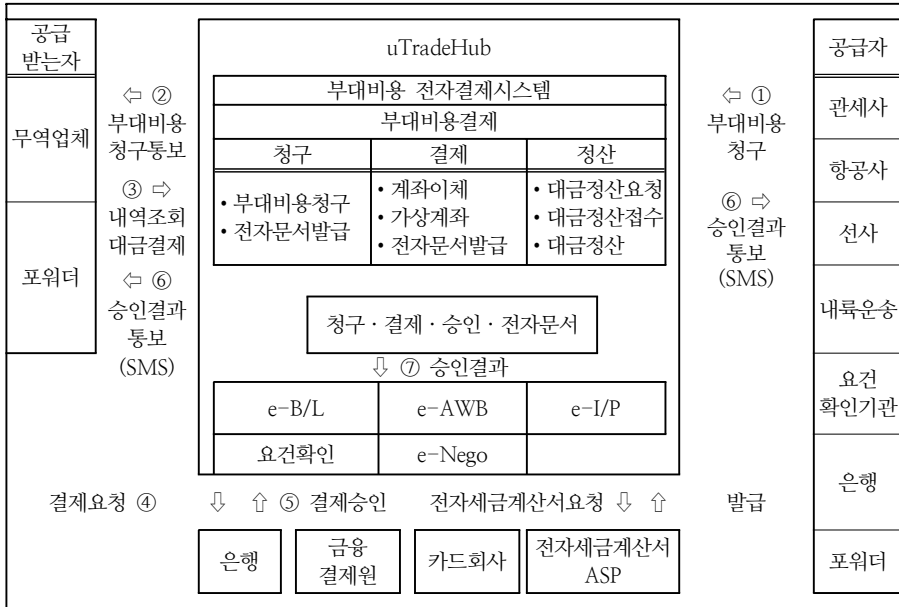 공급
받는자
무역업체
포워더
⇦ ②
부대비용
청구통보
③ ⇨
내역조회
대금결제
⇦ ⑥
승인결과
통보
(SMS)
uTradeHub
부대비용 전자결제시스템
부대비용결제
청구 결제 정산
• 부대비용청구
• 전자문서발급
• 계좌이체
• 가상계좌
• 전자문서발급
• 대금정산요청
• 대금정산접수
• 대금정산
청구 · 결제 · 승인 · 전자문서
⇩ ⑦ 승인결과
e-B/L e-AWB e-I/P
요건확인 e-Nego
⇦ ①
부대비용
청구
⑥ ⇨
승인결과
통보
(SMS)
공급자
관세사
항공사
선사
내륙운송
요건
확인기관
은행
포워더
결제요청 ④ ⇩ ⇧ ⑤ 결제승인 전자세금계산서요청 ⇩ ⇧ 발급
은행
금융
결제원
카드회사
전자세금계산서
ASP